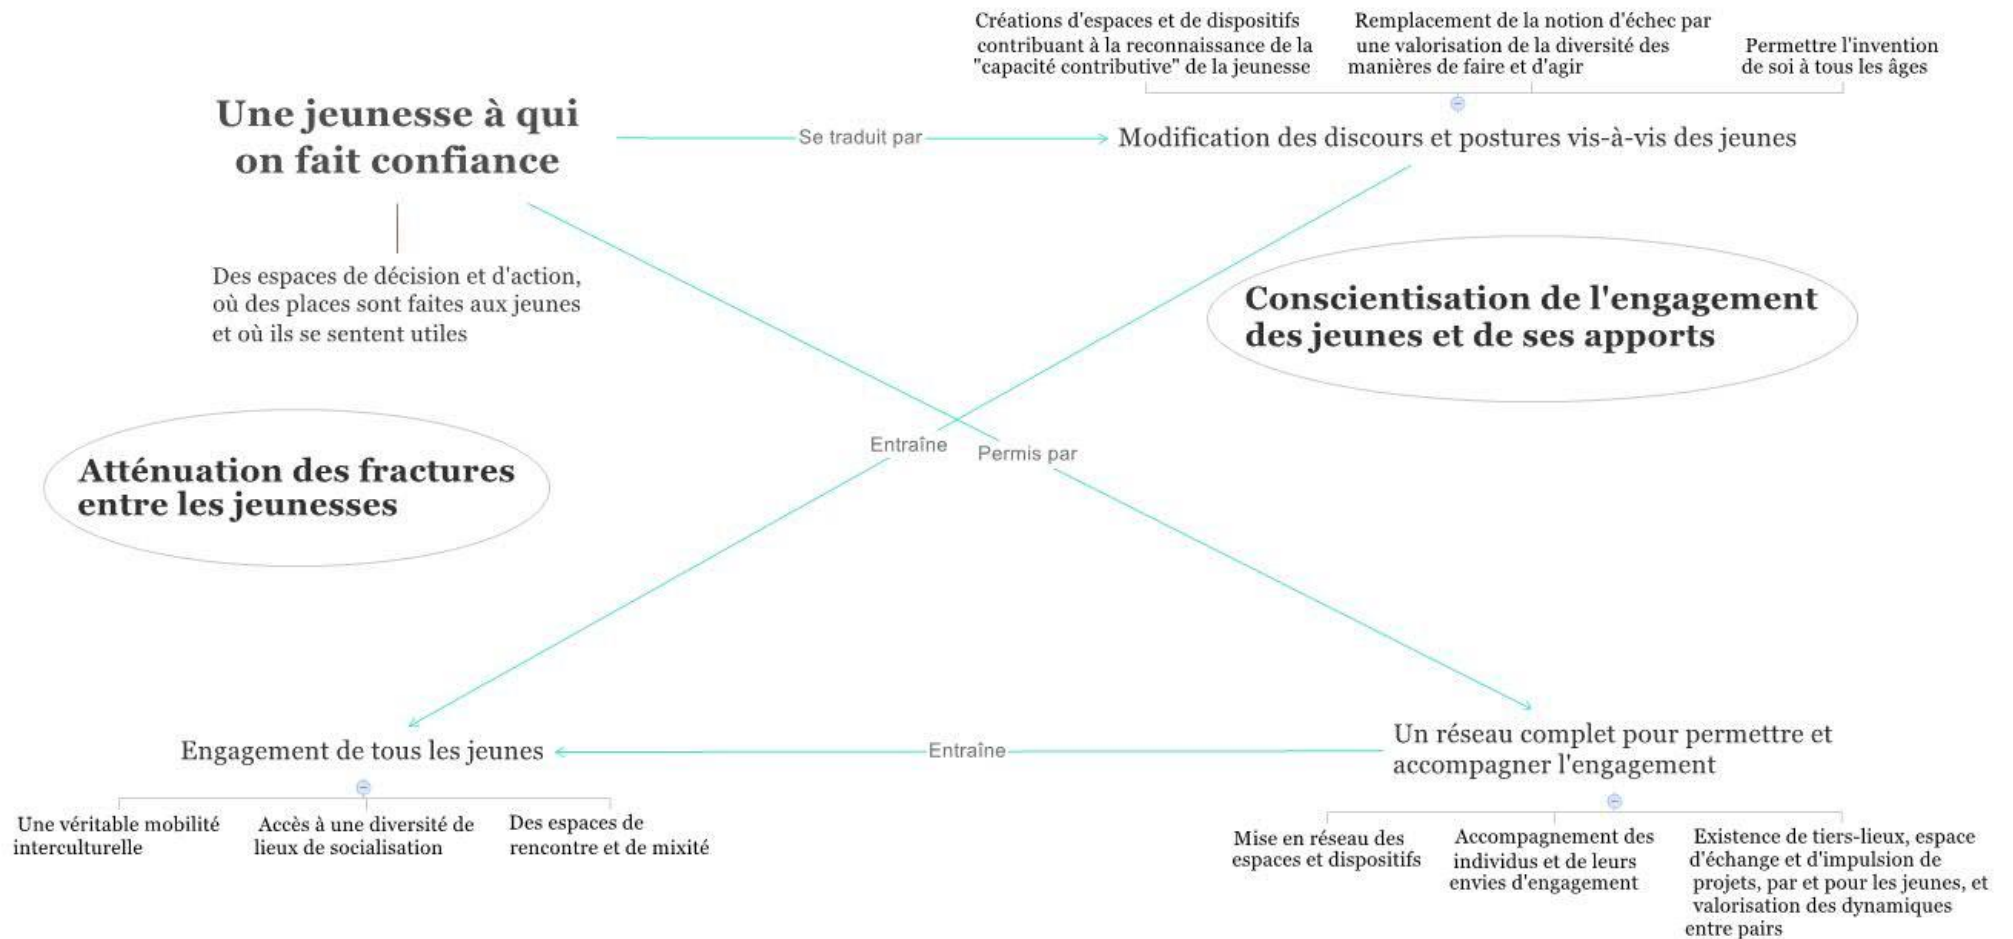 Créations d'espaces et de dispositifs
contribuant à la reconnaissance de la
"capacité contributive" de la jeunesse
Remplacement de la notion d'échec par
une valorisation de la diversité des
manières de faire et d'agir
Permettre l'invention
de soi à tous les âges
Une jeunesse à qui
on fait confiance
Se traduit par
Modification des discours et postures vis-à-vis des jeunes
Des espaces de décision et d'action,
où des places sont faites aux jeunes
et où ils se sentent utiles
Conscientisation de l'engagement
des jeunes et de ses apports
Atténuation des fractures
entre les jeunesses
Entraîne
Permis par
Engagement de tous les jeunes
Entraîne
Un réseau complet pour permettre et
accompagner l'engagement
Une véritable mobilité
interculturelle
Accès à une diversité de
lieux de socialisation
Des espaces de
rencontre et de mixité
Mise en réseau des
espaces et dispositifs
Accompagnement des
individus et de leurs
envies d'engagement
Existence de tiers-lieux, espace
d'échange et d'impulsion de
projets, par et pour les jeunes, et
valorisation des dynamiques
entre pairs